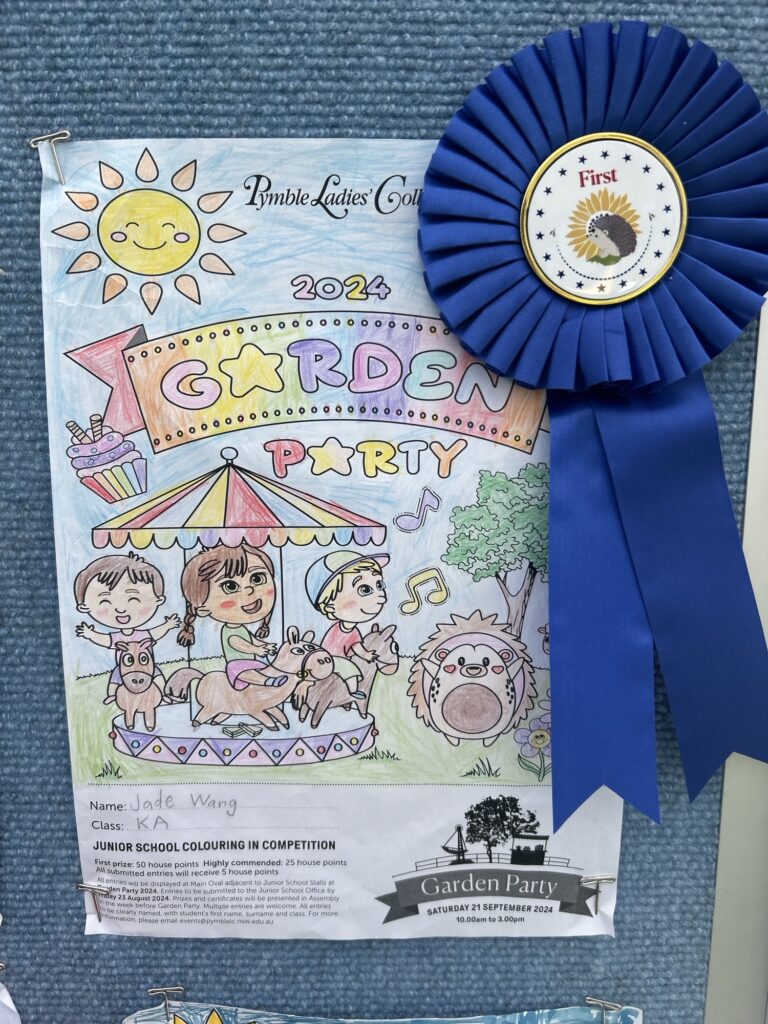 First
Pymble Ladies' Coll
2024
GARDEN
PARTY
Name: Jade Wang
Class: KA
JUNIOR SCHOOL COLOURING IN COMPETITION
First prize: 50 house points Highly commended: 25 house points
All submitted entries will receive 5 house points
All entries will be displayed at Main Oval adjacent to Junior School Stalls at
Garden Party 2024. Entries to be submitted to the Junior School Office by
23 August 2024. Prizes and certificates will be presented in Assembly
the week before Garden Party. Multiple entries are welcome. All entries
to be clearly named, with student's first name, surname and class. For more
information, please email events@pymblelc.nsw.edu.au
Garden Party
SATURDAY 21 SEPTEMBER 2024
10.00am to 3.00pm